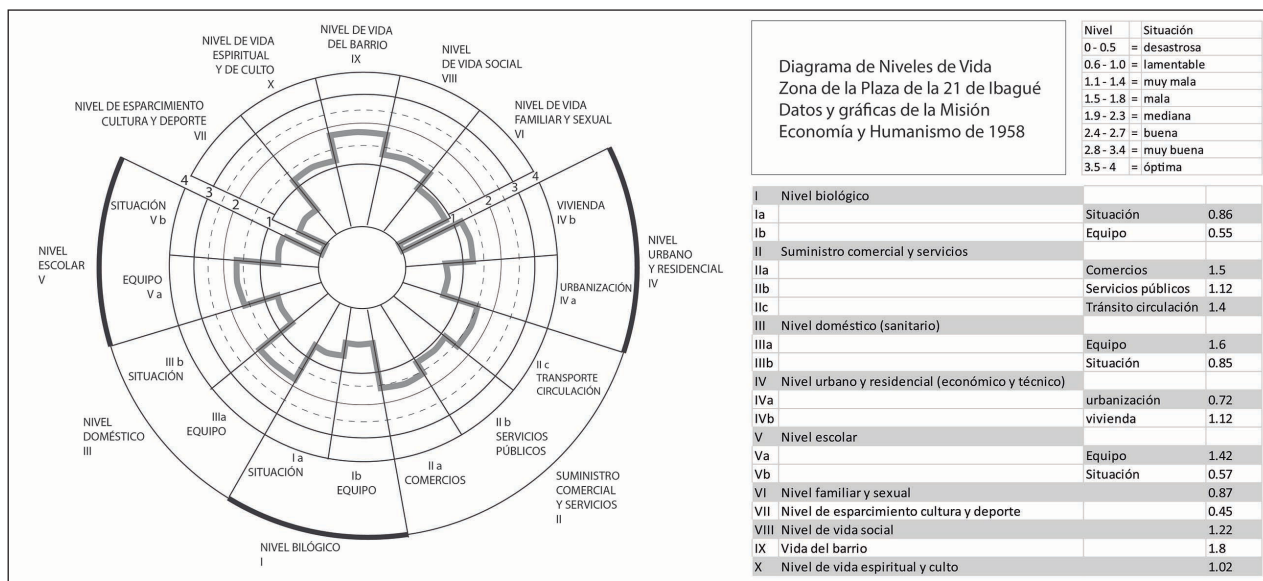 NIVEL DE VIDA
DEL BARRIO
IX
NIVEL DE VIDA
ESPIRITUAL
Y DE CULTO
X
NIVEL
DE VIDA SOCIAL
VIII
NIVEL DE ESPARCIMIENTO
CULTURA Y DEPORTE
VII
NIVEL DE VIDA
FAMILIAR Y SEXUAL
VI
4
3
2
1
1
2
3
4
SITUACIÓN
V b
VIVIENDA
IV b
NIVEL
ESCOLAR
V
NIVEL
URBANO
Y RESIDENCIAL
IV
EQUIPO
V a
URBANIZACIÓN
IV a
III b
SITUACIÓN
II c
TRANSPORTE
CIRCULACIÓN
NIVEL
DOMÉSTICO
III
IIIa
EQUIPO
II b
SERVICIOS
PÚBLICOS
I a
SITUACIÓN
Ib
EQUIPO
II a
COMERCIOS
SUMINISTRO
COMERCIAL
Y SERVICIOS
II
NIVEL BILÓGICO
I
Diagrama de Niveles de Vida
Zona de la Plaza de la 21 de Ibagué
Datos y gráficas de la Misión
Economía y Humanismo de 1958
Nivel Situación
0 - 0.5 = desastrosa
0.6 - 1.0 = lamentable
1.1 - 1.4 = muy mala
1.5 - 1.8 = mala
1.9 - 2.3 = mediana
2.4 - 2.7 = buena
2.8 - 3.4 = muy buena
3.5 - 4 = óptima
I Nivel biológico
Ia Situación 0.86
Ib Equipo 0.55
II Suministro comercial y servicios
IIa Comercios 1.5
IIb Servicios públicos 1.12
IIc Tránsito circulación 1.4
III Nivel doméstico (sanitario)
IIIa Equipo 1.6
IIIb Situación 0.85
IV Nivel urbano y residencial (económico y técnico)
IVa urbanización 0.72
IVb vivienda 1.12
V Nivel escolar
Va Equipo 1.42
Vb Situación 0.57
VI Nivel familiar y sexual 0.87
VII Nivel de esparcimiento cultura y deporte 0.45
VIII Nivel de vida social 1.22
IX Vida del barrio 1.8
X Nivel de vida espiritual y culto 1.02